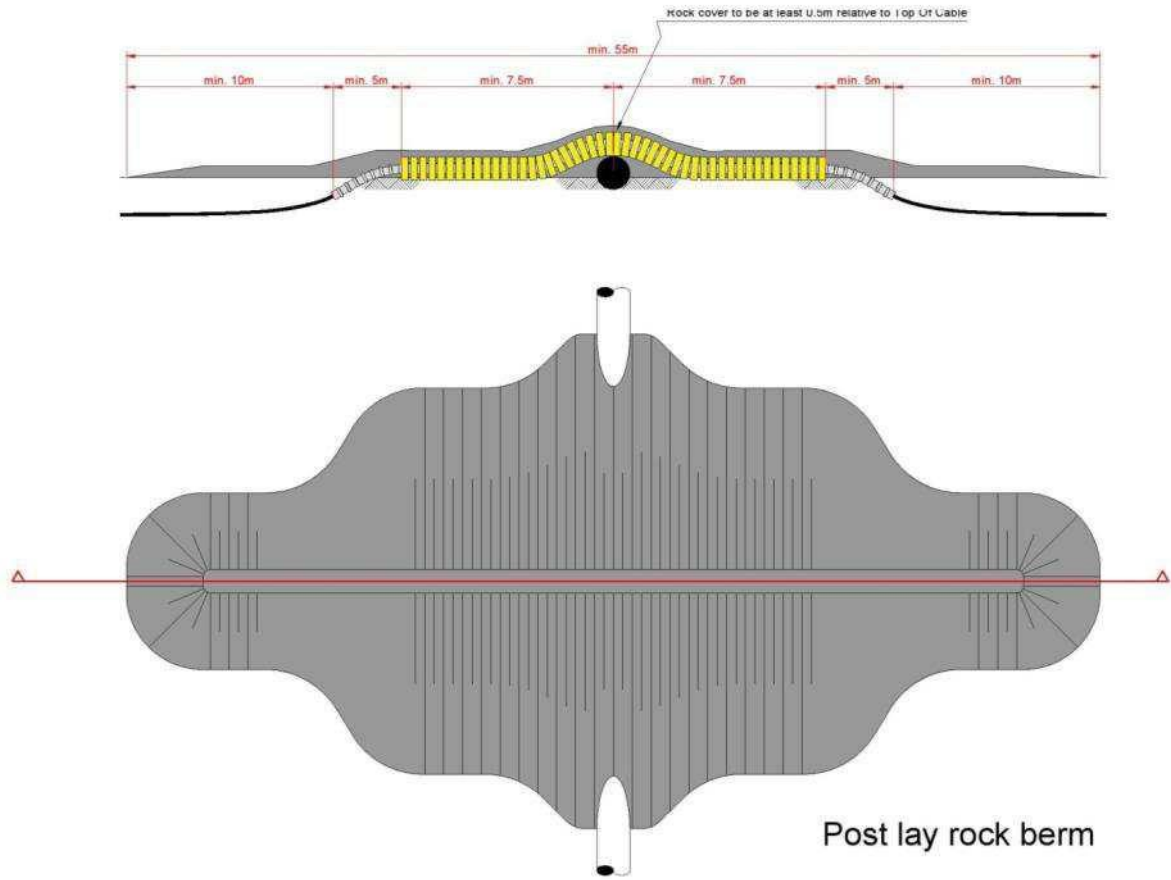 Rock cover to be at least 0.5m relative to Top Of Cable
min. 55m
min. 10m min. 5m min. 7.5m min. 7.5m min. 5m min. 10m
Post lay rock berm